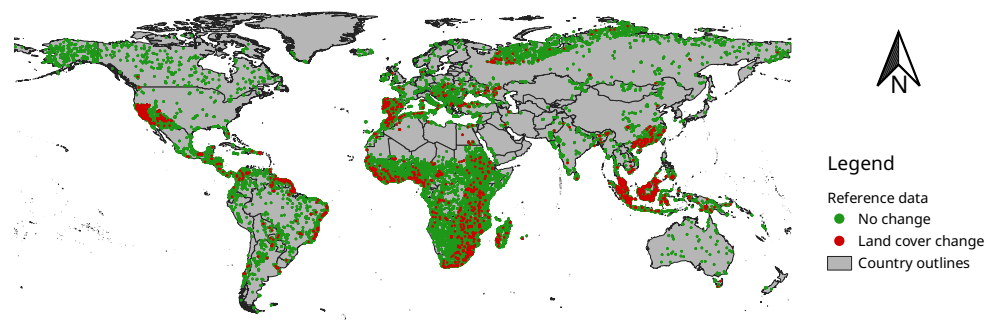 N
Legend
Reference data
No change
Land cover change
Country outlines